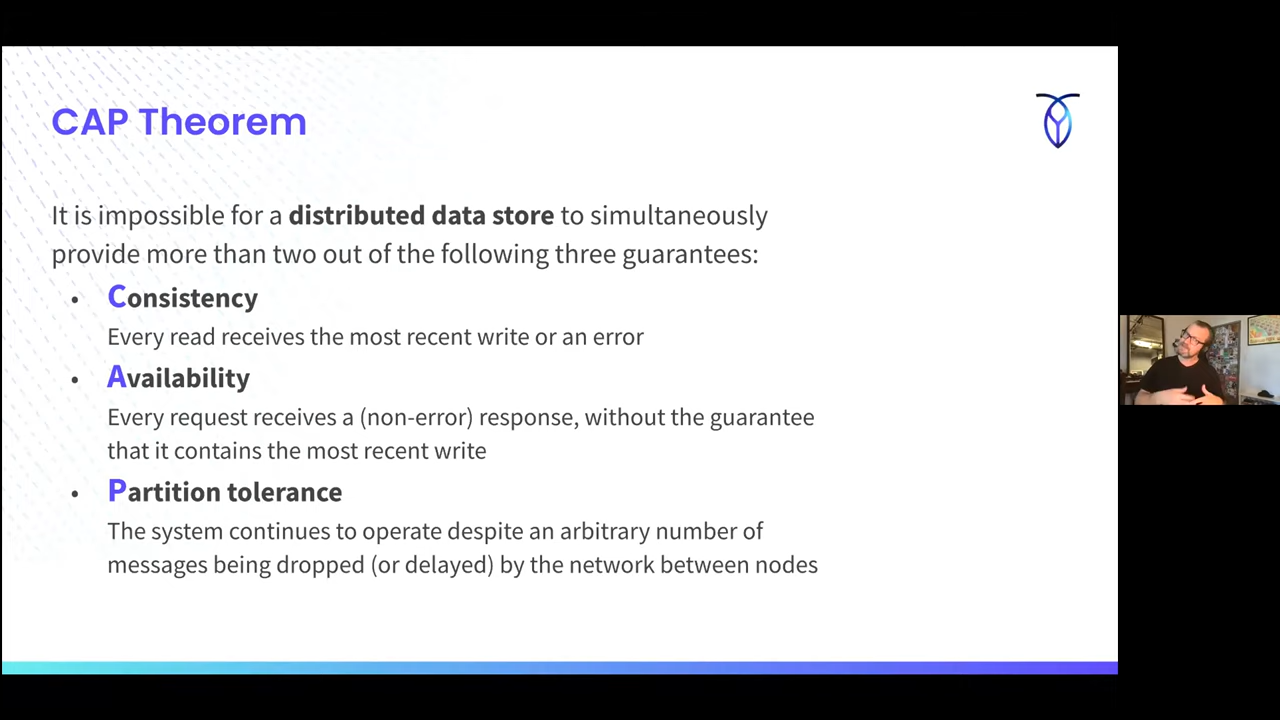 CAP Theorem
It is impossible for a distributed data store to simultaneously
provide more than two out of the following three guarantees:
• Consistency
Every read receives the most recent write or an error
• Availability
Every request receives a (non-error) response, without the guarantee
that it contains the most recent write
• Partition tolerance
The system continues to operate despite an arbitrary number of
messages being dropped (or delayed) by the network between nodes